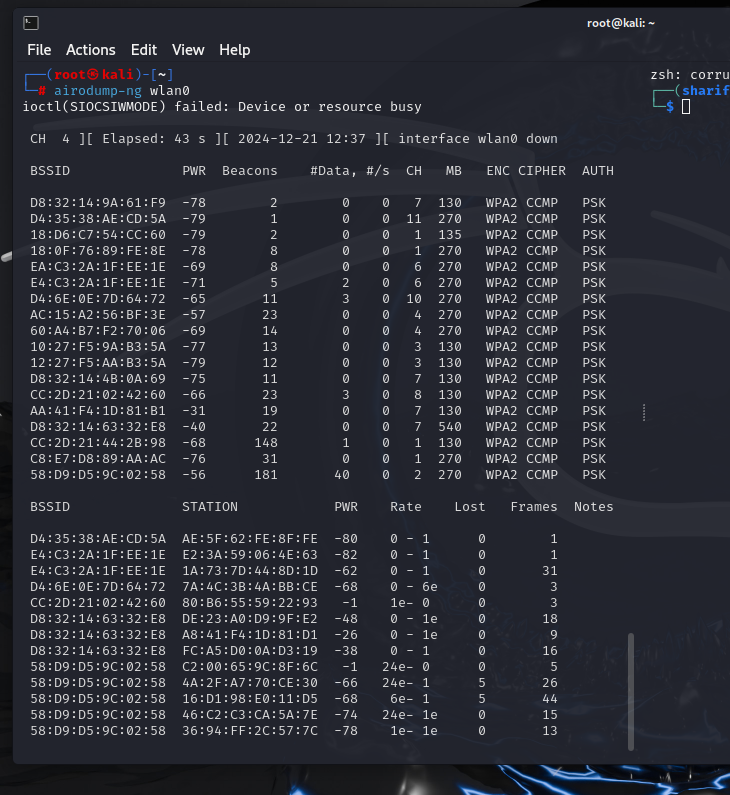 root@kali: ~
File Actions Edit View Help
┌──(root㉿kali)-[~]
└─# airodump-ng wlan0
ioctl(SIOCSIWMODE) failed: Device or resource busy
CH 4 ][ Elapsed: 43 s ][ 2024-12-21 12:37 ][ interface wlan0 down
BSSID PWR Beacons #Data, #/s CH MB ENC CIPHER AUTH
D8:32:14:9A:61:F9 -78 2 0 0 7 130 WPA2 CCMP PSK
D4:35:38:AE:CD:5A -79 1 0 0 11 270 WPA2 CCMP PSK
18:D6:C7:54:CC:60 -79 2 0 0 1 135 WPA2 CCMP PSK
18:0F:76:89:FE:8E -78 8 0 0 1 270 WPA2 CCMP PSK
EA:C3:2A:1F:EE:1E -69 8 0 0 6 270 WPA2 CCMP PSK
E4:C3:2A:1F:EE:1E -71 5 2 0 6 270 WPA2 CCMP PSK
D4:6E:0E:7D:64:72 -65 11 3 0 10 270 WPA2 CCMP PSK
AC:15:A2:56:BF:3E -57 23 0 0 4 270 WPA2 CCMP PSK
60:A4:B7:F2:70:06 -69 14 0 0 4 270 WPA2 CCMP PSK
10:27:F5:9A:B3:5A -77 13 0 0 3 130 WPA2 CCMP PSK
12:27:F5:AA:B3:5A -79 12 0 0 3 130 WPA2 CCMP PSK
D8:32:14:4B:0A:69 -75 11 0 0 7 130 WPA2 CCMP PSK
CC:2D:21:02:42:60 -66 23 3 0 8 130 WPA2 CCMP PSK
AA:41:F4:1D:81:B1 -31 19 0 0 7 130 WPA2 CCMP PSK
D8:32:14:63:32:E8 -40 22 0 0 7 540 WPA2 CCMP PSK
CC:2D:21:44:2B:98 -68 148 1 0 1 130 WPA2 CCMP PSK
C8:E7:D8:89:AA:AC -76 31 0 0 1 270 WPA2 CCMP PSK
58:D9:D5:9C:02:58 -56 181 40 0 2 270 WPA2 CCMP PSK
BSSID STATION PWR Rate Lost Frames Notes
D4:35:38:AE:CD:5A AE:5F:62:FE:8F:FE -80 0 - 1 0 1
E4:C3:2A:1F:EE:1E E2:3A:59:06:4E:63 -82 0 - 1 0 1
E4:C3:2A:1F:EE:1E 1A:73:7D:44:8D:1D -62 0 - 1 0 31
D4:6E:0E:7D:64:72 7A:4C:3B:4A:BB:CE -68 0 - 6e 0 3
CC:2D:21:02:42:60 80:B6:55:59:22:93 -1 1e- 0 0 3
D8:32:14:63:32:E8 DE:23:A0:D9:9F:E2 -48 0 - 1e 0 18
D8:32:14:63:32:E8 A8:41:F4:1D:81:D1 -26 0 - 1e 0 9
D8:32:14:63:32:E8 FC:A5:D0:0A:D3:19 -38 0 - 1 0 16
58:D9:D5:9C:02:58 C2:00:65:9C:8F:6C -1 24e- 0 0 5
58:D9:D5:9C:02:58 4A:2F:A7:70:CE:30 -66 24e- 1 5 26
58:D9:D5:9C:02:58 16:D1:98:E0:11:D5 -68 6e- 1 5 44
58:D9:D5:9C:02:58 46:C2:C3:CA:5A:7E -74 24e- 1e 0 15
58:D9:D5:9C:02:58 36:94:FF:2C:57:7C -78 1e- 1e 0 13
zsh: corru
┌──(sharif
└─$